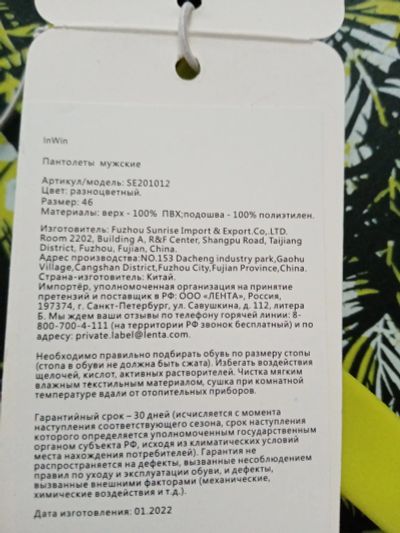 InWin
Пантолеты мужские
Артикул/модель: SE201012
Цвет: разноцветный.
Размер: 46
Материалы: верх - 100% ПВХ;подошва - 100% полиэтилен.
Изготовитель: Fuzhou Sunrise Import & Export.Co,.LTD.
Room 2202, Building A, R&F Center, Shangpu Road, Taijiang
District, Fuzhou, Fujian, China.
Адрес производства:NO.153 Dacheng industry park,Gaohu
Village,Cangshan District,Fuzhou City,Fujian Province,China.
Страна-изготовитель: Китай.
Импортёр, уполномоченная организация на принятие
претензий и поставщик в РФ: ООО «ЛЕНТА», Россия,
197374, г. Санкт-Петербург, ул. Савушкина, д. 112, литера
Б. Мы ждем ваши отзывы по телефону горячей линии: 8-
800-700-4-111 (на территории РФ звонок бесплатный) и по
адресу: private.label@lenta.com.
Необходимо правильно подбирать обувь по размеру стопы
(стопа в обуви не должна быть сжата). Избегать воздействия
щелочей, кислот, активных растворителей. Чистка мягким
влажным текстильным материалом, сушка при комнатной
температуре вдали от отопительных приборов.
Гарантийный срок – 30 дней (исчисляется с момента
наступления соответствующего сезона, срок наступления
которого определяется уполномоченным государственным
органом субъекта РФ, исходя из климатических условий
места нахождения потребителей). Гарантия не
распространяется на дефекты, вызванные несоблюдением
правил по уходу и эксплуатации обуви, и дефекты,
вызванные внешними факторами (механические,
химические воздействия и т.д.).
Дата изготовления: 01.2022